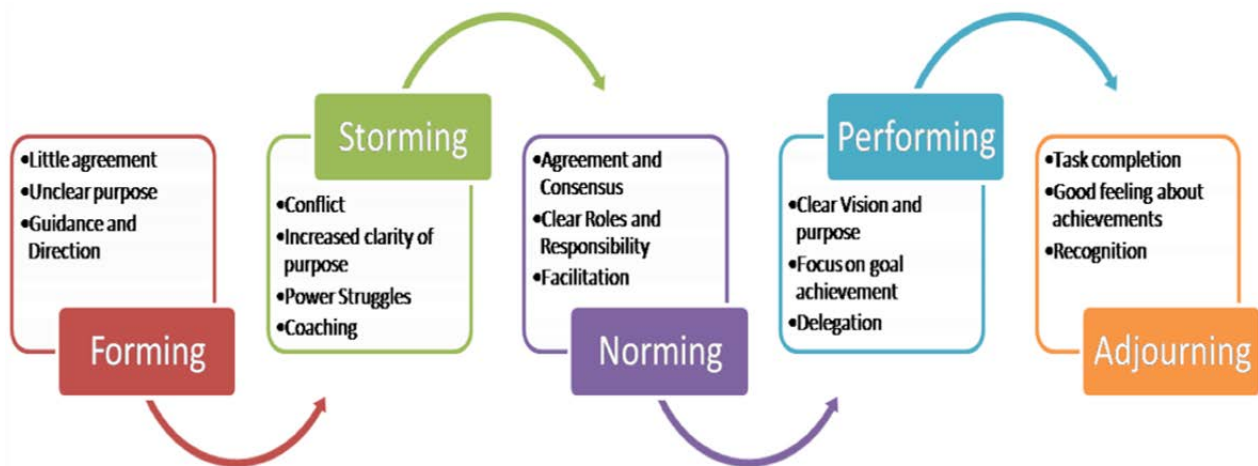 Forming
•Little agreement
•Unclear purpose
•Guidance and
Direction
Storming
•Conflict
•Increased clarity of
purpose
•Power Struggles
•Coaching
Norming
•Agreement and
Consensus
•Clear Roles and
Responsibility
•Facilitation
Performing
•Clear Vision and
purpose
•Focus on goal
achievement
•Delegation
Adjourning
•Task completion
•Good feeling about
achievements
•Recognition